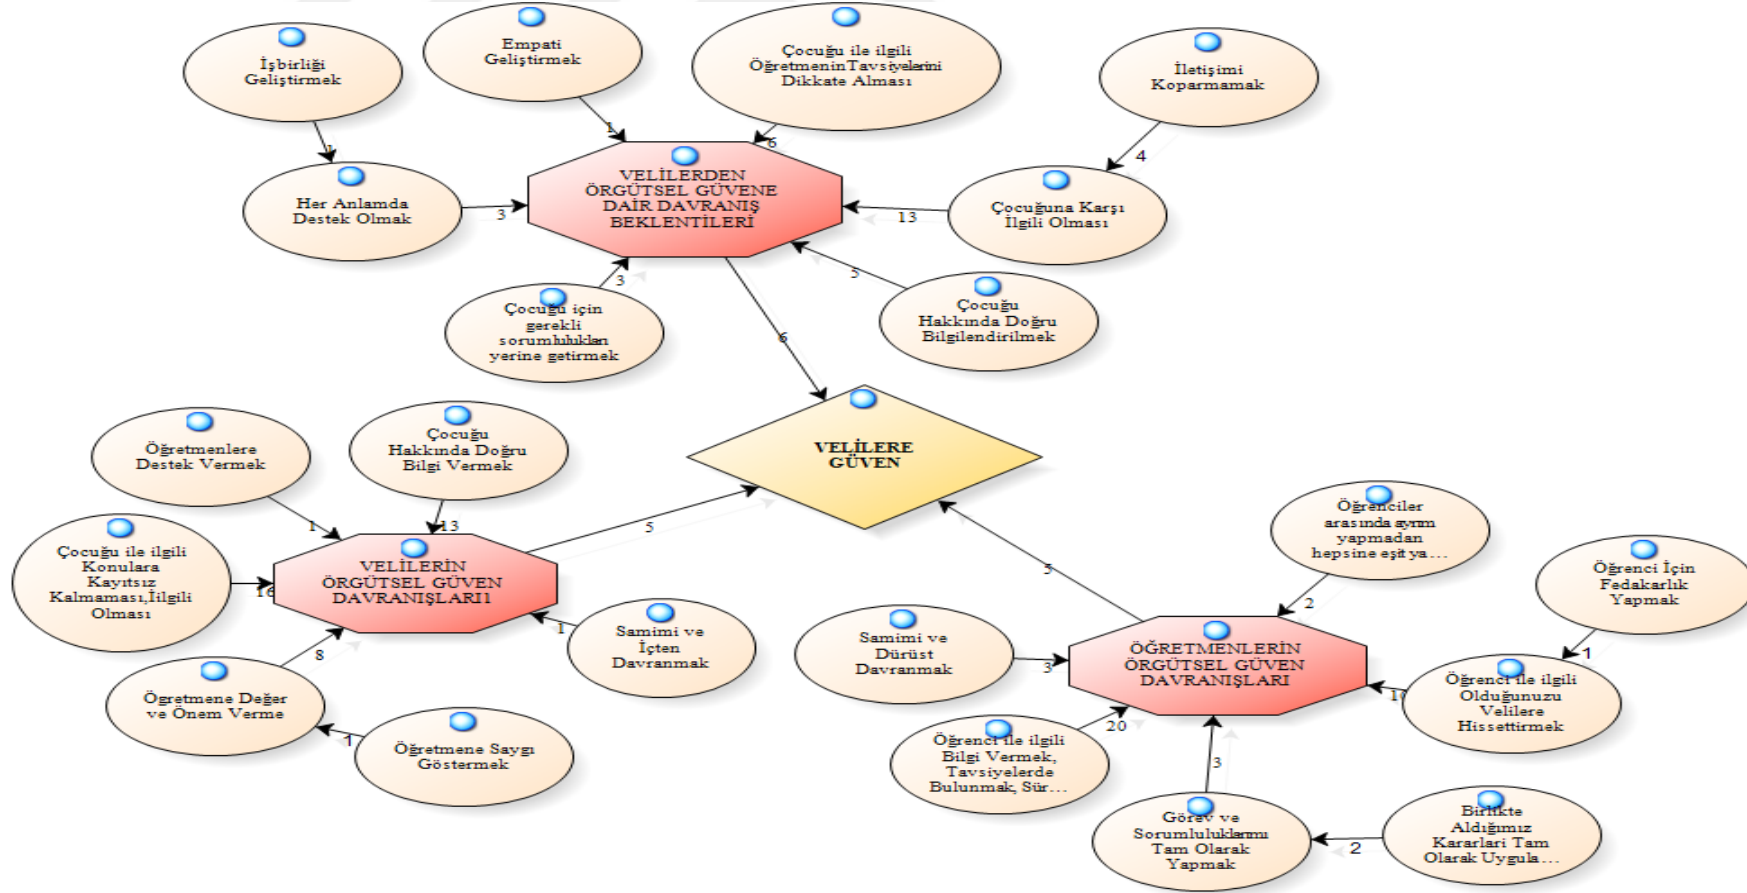 İşbirliği
Geliştirmek
1
Empati
Geliştirmek
1
Çocuğu ile ilgili
Öğretmenin Tavsiyelerini
Dikkate Alması
6
İletişimi
Koparmamak
4
Her Anlamda
Destek Olmak
3
VELİLERDEN
ÖRGÜTSEL GÜVENE
DAİR DAVRANIŞ
BEKLENTİLERİ
Çocuğuna Karşı
İlgili Olması
13
Çocuğu için
gerekli
sorumlulukları
yerine getirmek
3
Çocuğu
Hakkında Doğru
Bilgilendirilmek
5
6
VELİLERE
GÜVEN
Öğretmenlere
Destek Vermek
1
Çocuğu
Hakkında Doğru
Bilgi Vermek
13
Çocuğu ile ilgili
Konulara
Kayıtsız
Kalmaması,İilgili
Olması
16
VELİLERİN
ÖRGÜTSEL GÜVEN
DAVRANIŞLARI1
5
Samimi ve
İçten
Davranmak
1
Ögretmene Değer
ve Önem Verme
8
Öğretmene Saygı
Göstermek
1
5
Öğrenciler
arasında ayrım
yapmadan
hepsine eşit ya...
2
Öğrenci İçin
Fedakarlık
Yapmak
1
Samimi ve
Dürüst
Davranmak
3
ÖĞRETMENLERİN
ÖRGÜTSEL GÜVEN
DAVRANIŞLARI
Öğrenci ile ilgili
Olduğunuzu
Velilere
Hissettirmek
Öğrenci ile ilgili
Bilgi Vermek,
Tavsiyelerde
Bulunmak, Sür...
20
3
Görev ve
Sorumluluklarımı
Tam Olarak
Yapmak
2
Birlikte
Aldığımız
Kararlari Tam
Olarak Uygula...